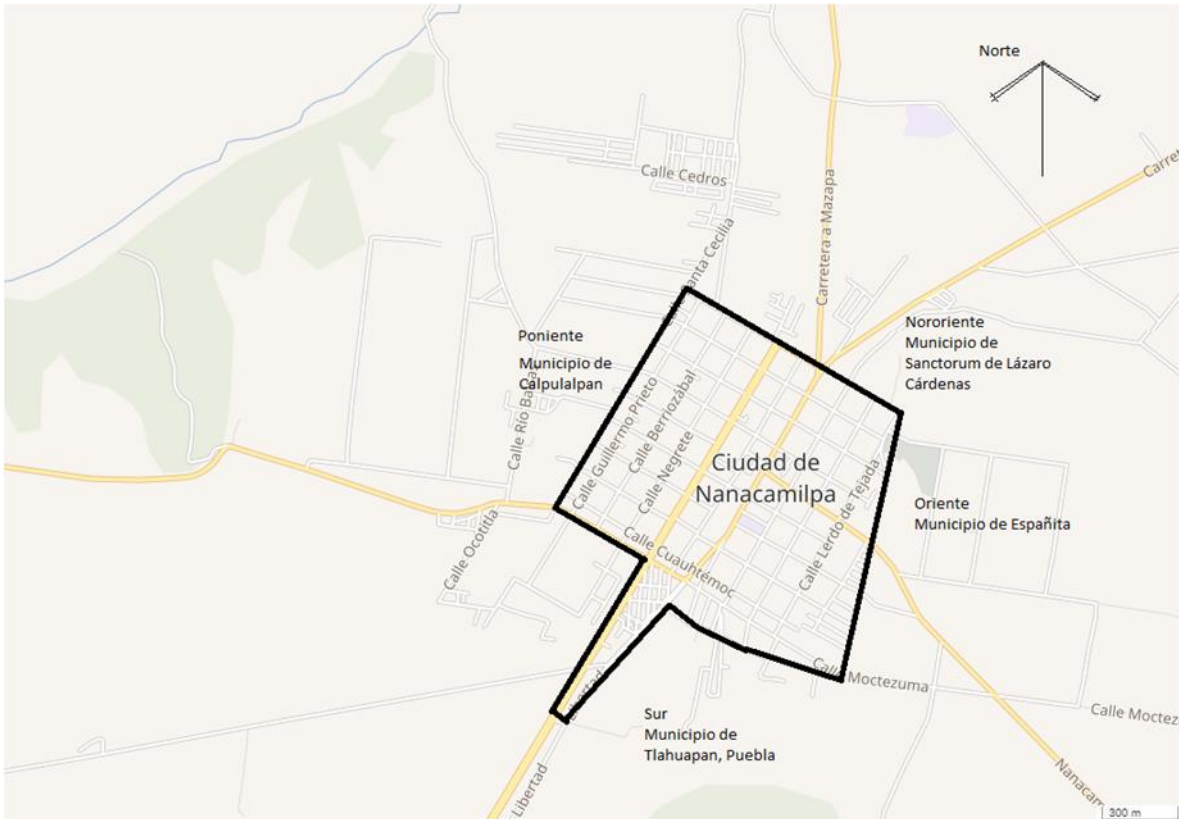 Norte
Calle Cedros
Carretera a Mazapa
Carret
Calle Santa Cecilia
Poniente
Municipio de
Calpulalpan
Nororiente
Municipio de
Sanctorum de Lázaro
Cárdenas
Calle Río Balsas
Calle Guillermo Prieto
Calle Berriozábal
Calle Negrete
Ciudad de
Nanacamilpa
Calle Lerdo de Tejada
Oriente
Municipio de Españita
Calle Ocotitla
Calle Cuauhtémoc
Calle Moctezuma
Calle Moctez
Libertad
Sur
Municipio de
Tlahuapan, Puebla
Libertad
Nanacam
300 m